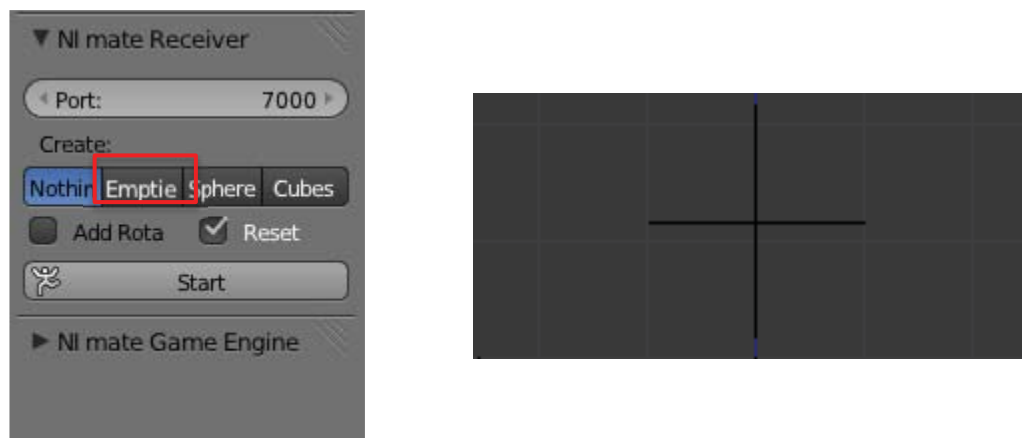 NI mate Receiver
Port: 7000
Create:
Nothin Emptie Sphere Cubes
Add Rota Reset
Start
NI mate Game Engine